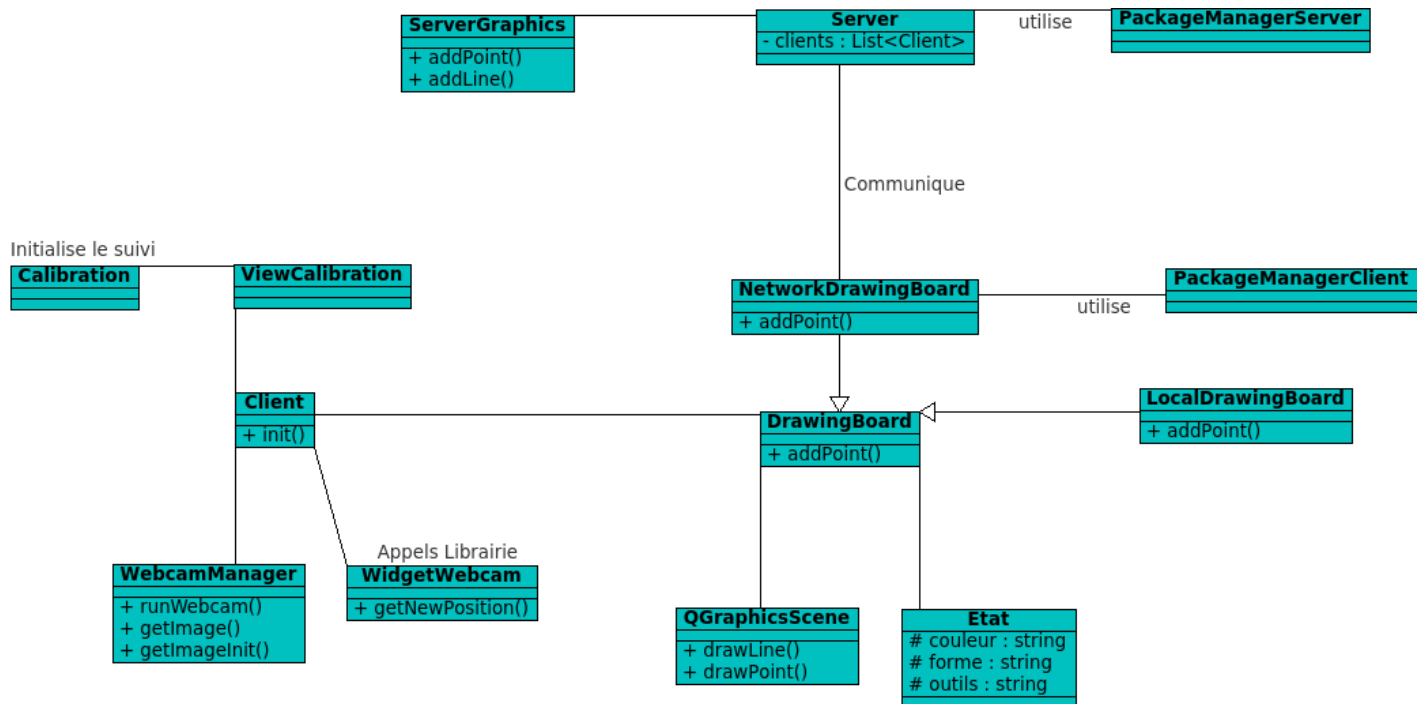 ServerGraphics
+ addPoint()
+ addLine()
Server
- clients : List<Client>
utilise
PackageManagerServer
Communique
Initialise le suivi
Calibration
ViewCalibration
NetworkDrawingBoard
+ addPoint()
utilise
PackageManagerClient
Client
+ init()
DrawingBoard
+ addPoint()
LocalDrawingBoard
+ addPoint()
WebcamManager
+ runWebcam()
+ getImage()
+ getImageInit()
Appels Librairie
WidgetWebcam
+ getNewPosition()
QGraphicsScene
+ drawLine()
+ drawPoint()
Etat
# couleur : string
# forme : string
# outils : string